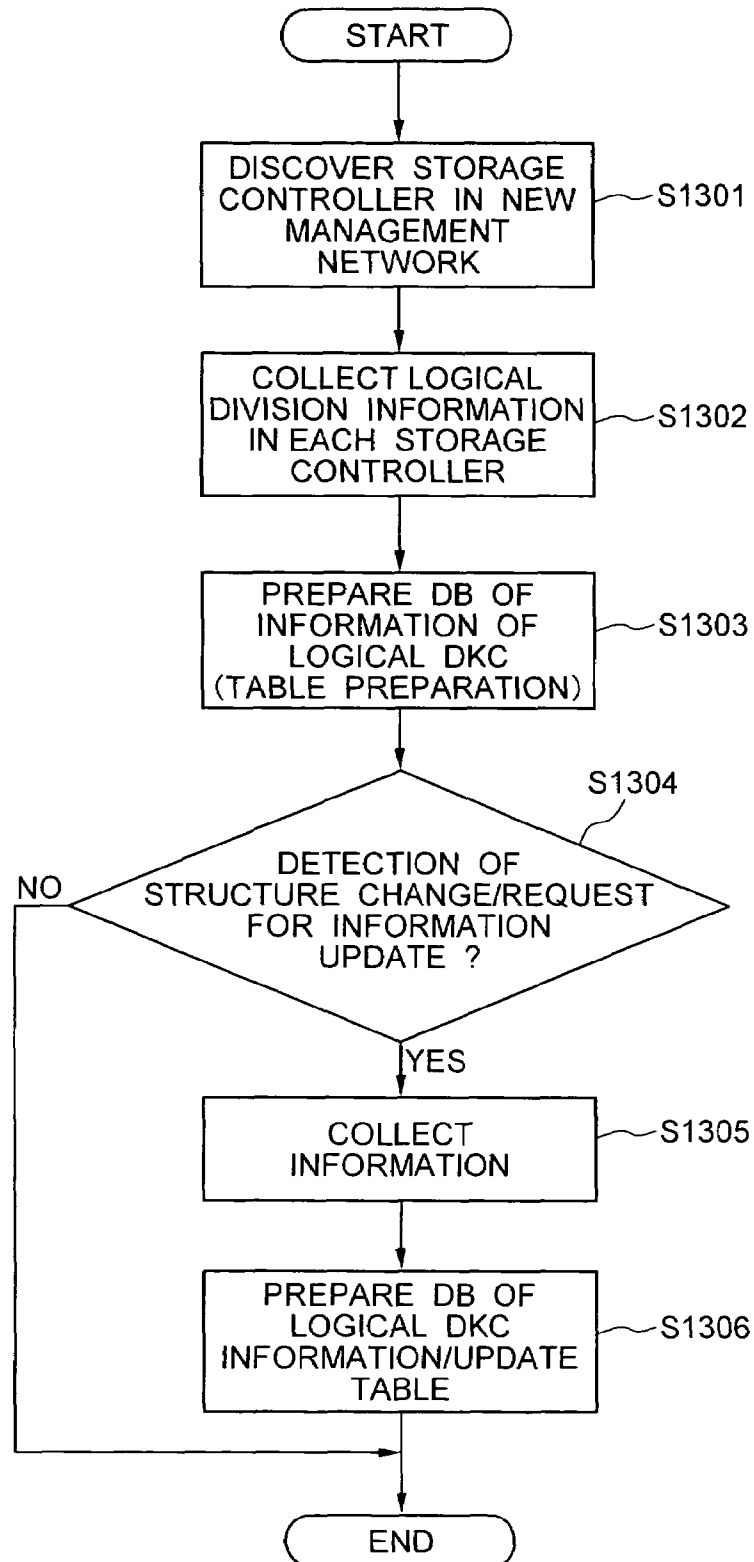 START
DISCOVER STORAGE
CONTROLLER IN NEW
MANAGEMENT
NETWORK
S1301
COLLECT LOGICAL
DIVISION INFORMATION
IN EACH STORAGE
CONTROLLER
S1302
PREPARE DB OF
INFORMATION OF
LOGICAL DKC
(TABLE PREPARATION)
S1303
S1304
DETECTION OF
STRUCTURE CHANGE/REQUEST
FOR INFORMATION
UPDATE ?
NO
YES
COLLECT
INFORMATION
S1305
PREPARE DB OF
LOGICAL DKC
INFORMATION/UPDATE
TABLE
S1306
END